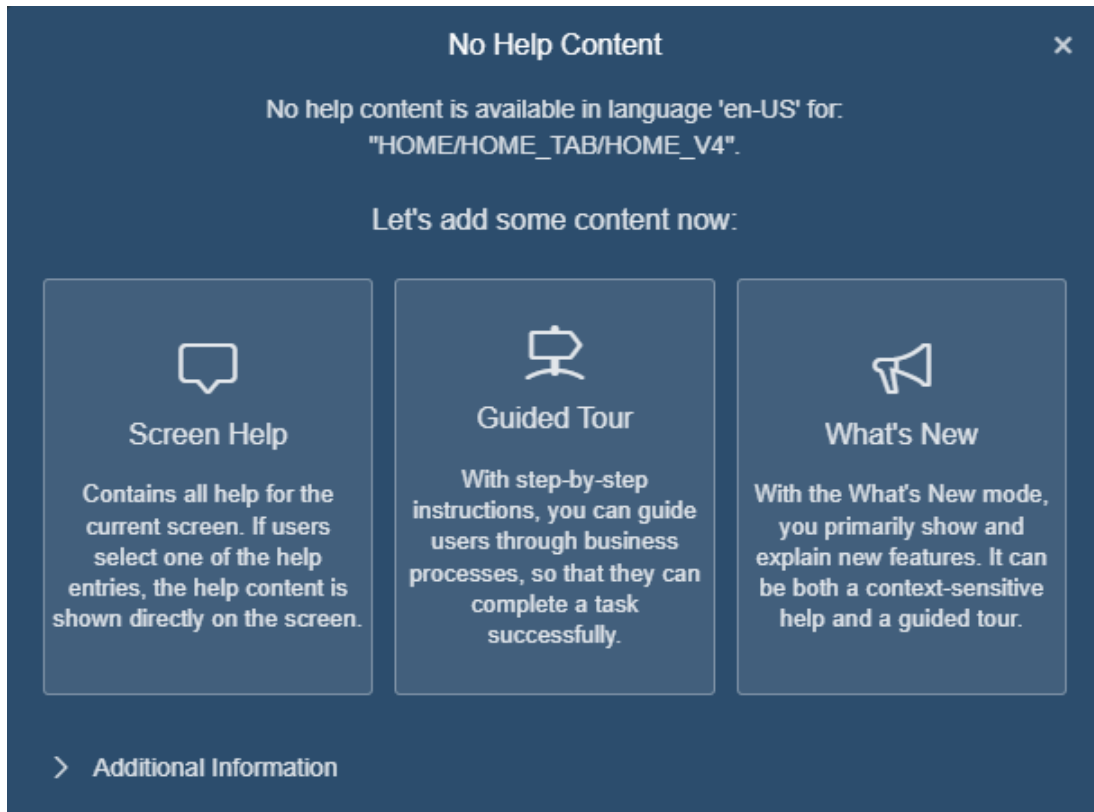 No Help Content
No help content is available in language 'en-US' for:
"HOME/HOME_TAB/HOME_V4".
Let's add some content now:
Screen Help
Contains all help for the
current screen. If users
select one of the help
entries, the help content is
shown directly on the screen.
Guided Tour
With step-by-step
instructions, you can guide
users through business
processes, so that they can
complete a task
successfully.
What's New
With the What's New mode,
you primarily show and
explain new features. It can
be both a context-sensitive
help and a guided tour.
Additional Information